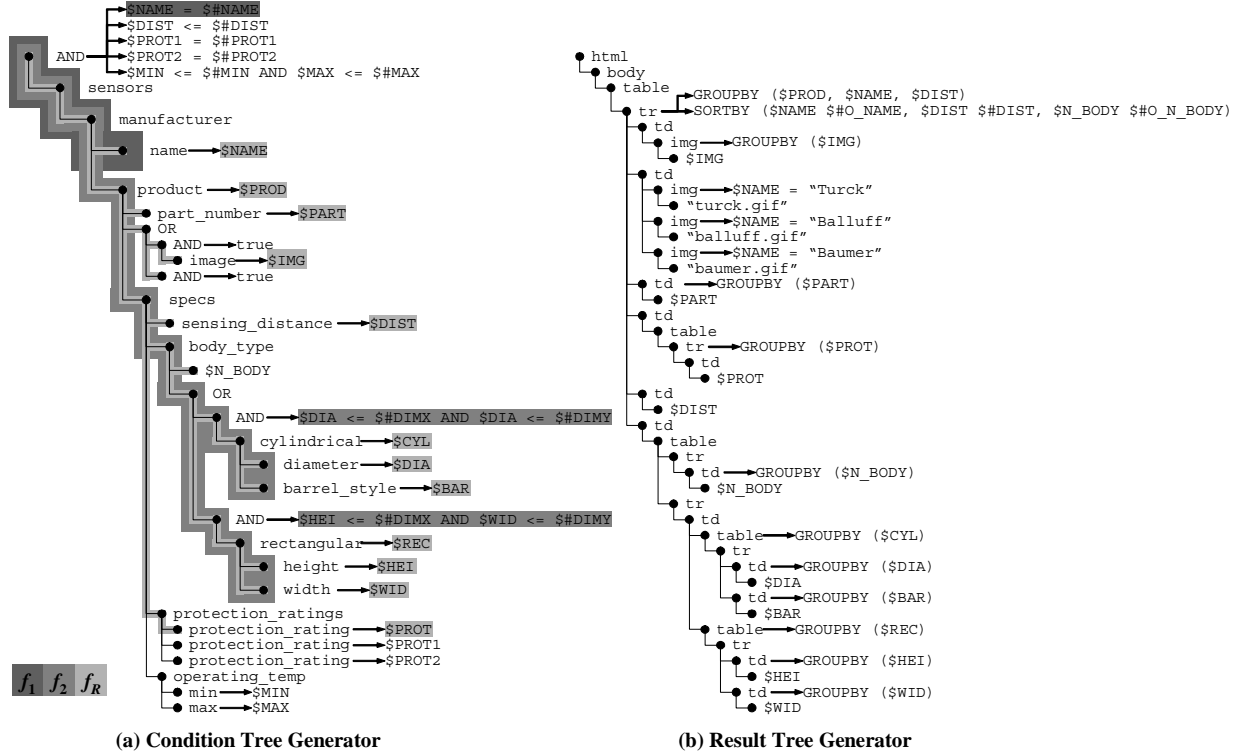 $NAME = $#NAME
$DIST <= $#DIST
$PROT1 = $#PROT1
AND
$PROT2 = $#PROT2
$MIN <= $#MIN AND $MAX <= $#MAX
sensors
manufacturer
name $NAME
product $PROD
part_number $PART
OR
AND true
image $IMG
AND true
specs
sensing_distance $DIST
body_type
$N_BODY
OR
AND $DIA <= $#DIMX AND $DIA <= $#DIMY
cylindrical $CYL
diameter $DIA
barrel_style $BAR
AND $HEI <= $#DIMX AND $WID <= $#DIMY
rectangular $REC
height $HEI
width $WID
protection_ratings
protection_rating $PROT
protection_rating $PROT1
protection_rating $PROT2
operating_temp
min $MIN
max $MAX
f1 f2 fR
(a) Condition Tree Generator
html
body
table
GROUPBY ($PROD, $NAME, $DIST)
tr SORTBY ($NAME $#O_NAME, $DIST $#DIST, $N_BODY $#O_N_BODY)
td
img GROUPBY ($IMG)
$IMG
td
img $NAME = “Turck”
“turck.gif”
img $NAME = “Balluff”
“balluff.gif”
img $NAME = “Baumer”
“baumer.gif”
td GROUPBY ($PART)
$PART
td
table
tr GROUPBY ($PROT)
td
$PROT
td
$DIST
td
table
tr
td GROUPBY ($N_BODY)
$N_BODY
tr
td
table GROUPBY ($CYL)
tr
td GROUPBY ($DIA)
$DIA
td GROUPBY ($BAR)
$BAR
table GROUPBY ($REC)
tr
td GROUPBY ($HEI)
$HEI
td GROUPBY ($WID)
$WID
(b) Result Tree Generator